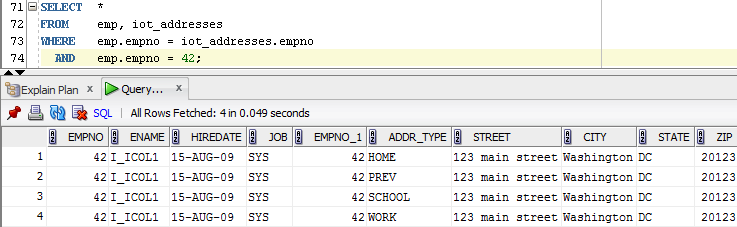 71 SELECT *
72 FROM emp, iot_addresses
73 WHERE emp.empno = iot_addresses.empno
74 AND emp.empno = 42;
Explain Plan x Query... x
SQL | All Rows Fetched: 4 in 0.049 seconds
EMPNO ENAME HIREDATE JOB EMPNO_1 ADDR_TYPE STREET CITY STATE ZIP
1 42 I_ICOL1 15-AUG-09 SYS 42 HOME 123 main street Washington DC 20123
2 42 I_ICOL1 15-AUG-09 SYS 42 PREV 123 main street Washington DC 20123
3 42 I_ICOL1 15-AUG-09 SYS 42 SCHOOL 123 main street Washington DC 20123
4 42 I_ICOL1 15-AUG-09 SYS 42 WORK 123 main street Washington DC 20123